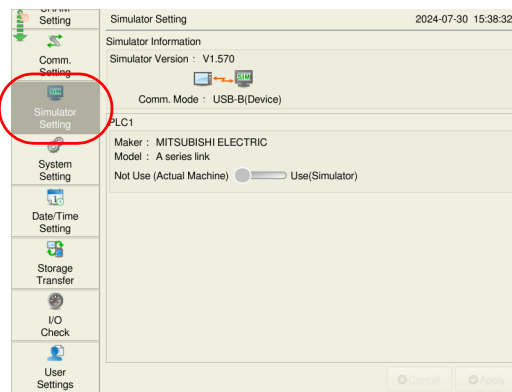 Setting
Simulator Setting
2024-07-30 15:38:32
Comm.
Setting
Simulator
Setting
System
Setting
Date/Time
Setting
Storage
Transfer
I/O
Check
User
Settings
Simulator Information
Simulator Version : V1.570
SIM
Comm. Mode : USB-B(Device)
PLC1
Maker : MITSUBISHI ELECTRIC
Model : A series link
Not Use (Actual Machine) Use(Simulator)
Cancel Apply